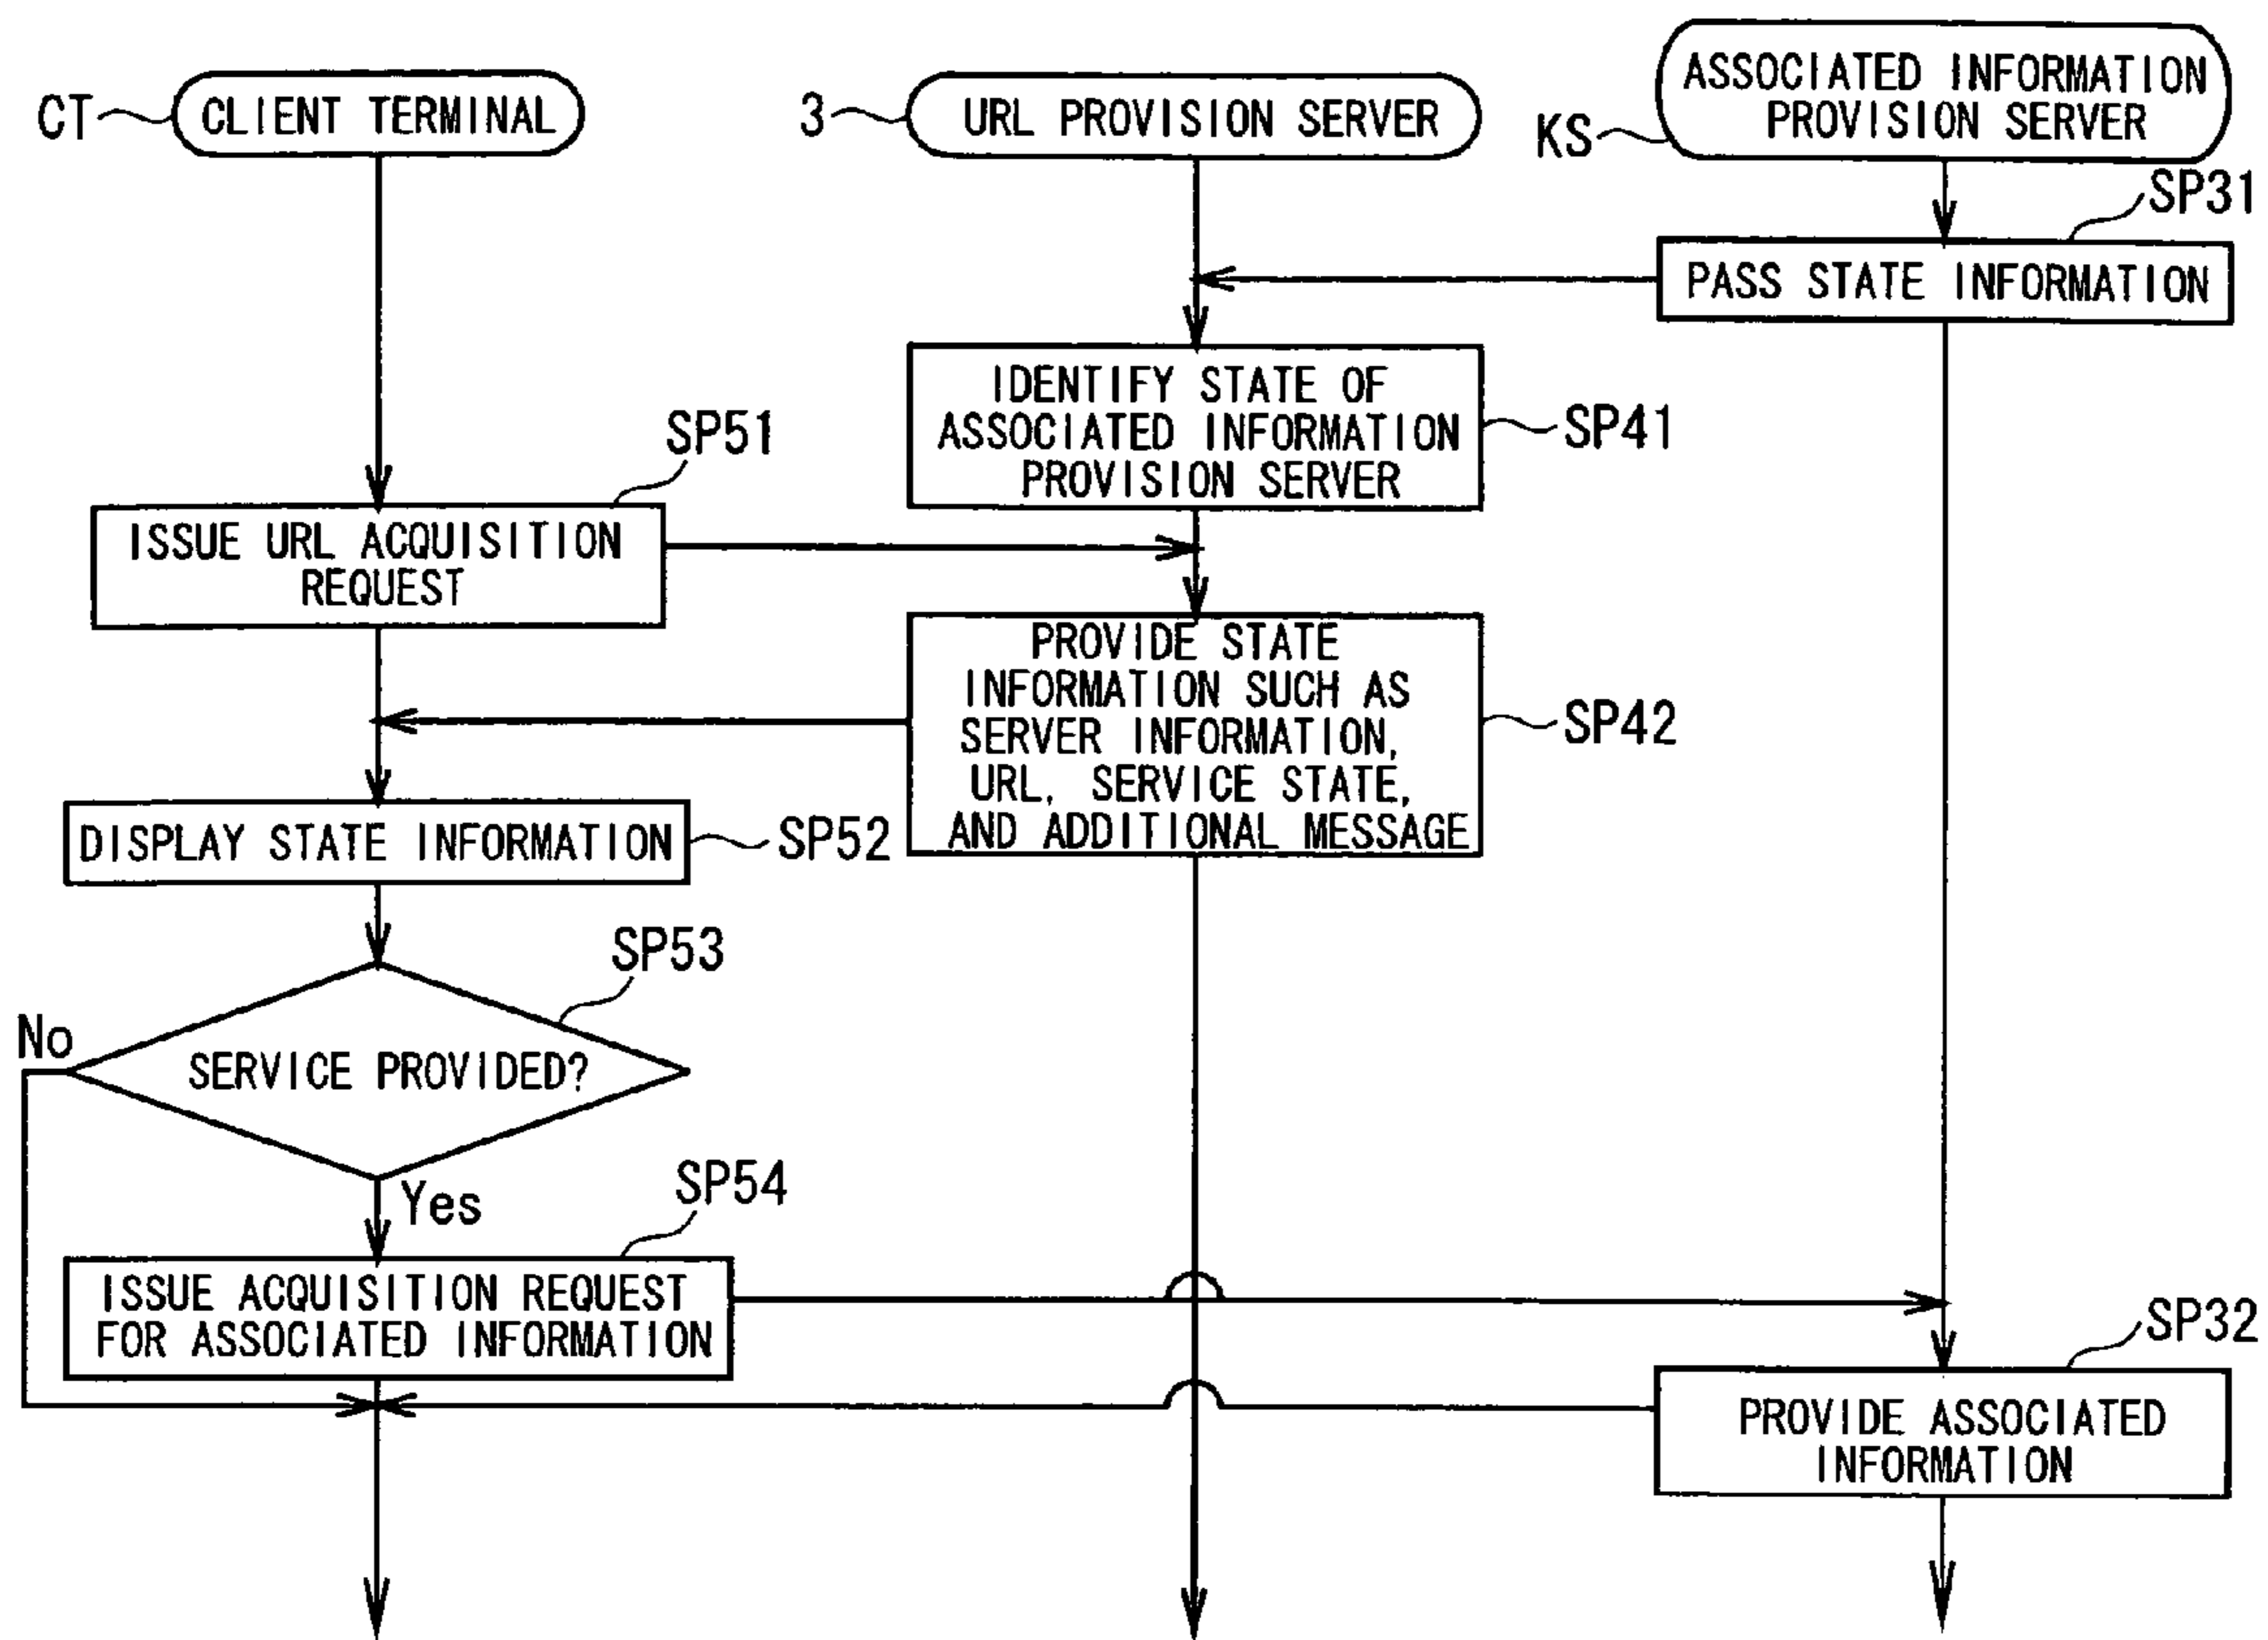 CT
CLIENT TERMINAL
3
URL PROVISION SERVER
KS
ASSOCIATED INFORMATION
PROVISION SERVER
SP31
PASS STATE INFORMATION
IDENTIFY STATE OF
ASSOCIATED INFORMATION
PROVISION SERVER
SP41
SP51
ISSUE URL ACQUISITION
REQUEST
PROVIDE STATE
INFORMATION SUCH AS
SERVER INFORMATION,
URL, SERVICE STATE,
AND ADDITIONAL MESSAGE
SP42
DISPLAY STATE INFORMATION
SP52
SP53
No
SERVICE PROVIDED?
Yes
SP54
ISSUE ACQUISITION REQUEST
FOR ASSOCIATED INFORMATION
SP32
PROVIDE ASSOCIATED
INFORMATION